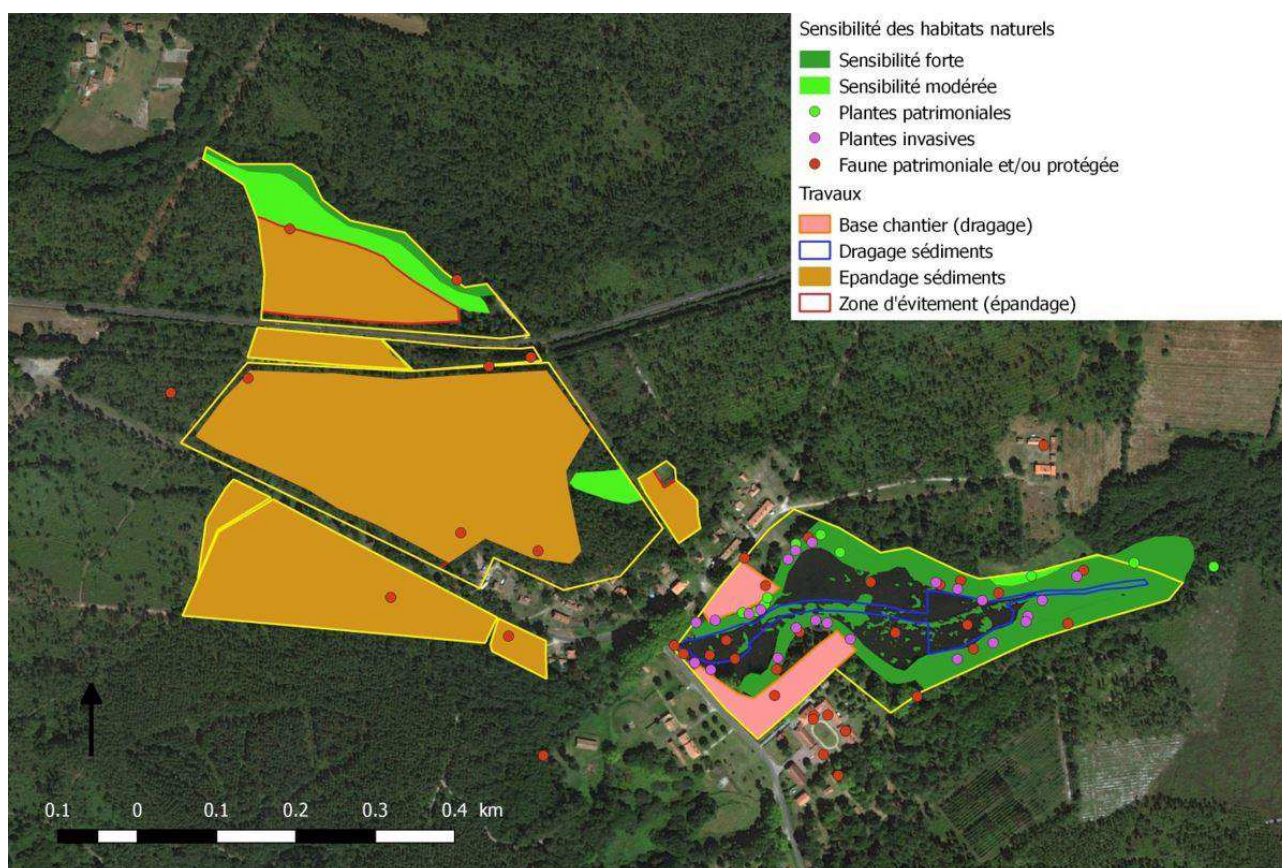 Sensibilité des habitats naturels
Sensibilité forte
Sensibilité modérée
Plantes patrimoniales
Plantes invasives
Faune patrimoniale et/ou protégée
Travaux
Base chantier (dragage)
Dragage sédiments
Epandage sédiments
Zone d'évitement (épandage)
0.1 0 0.1 0.2 0.3 0.4 km